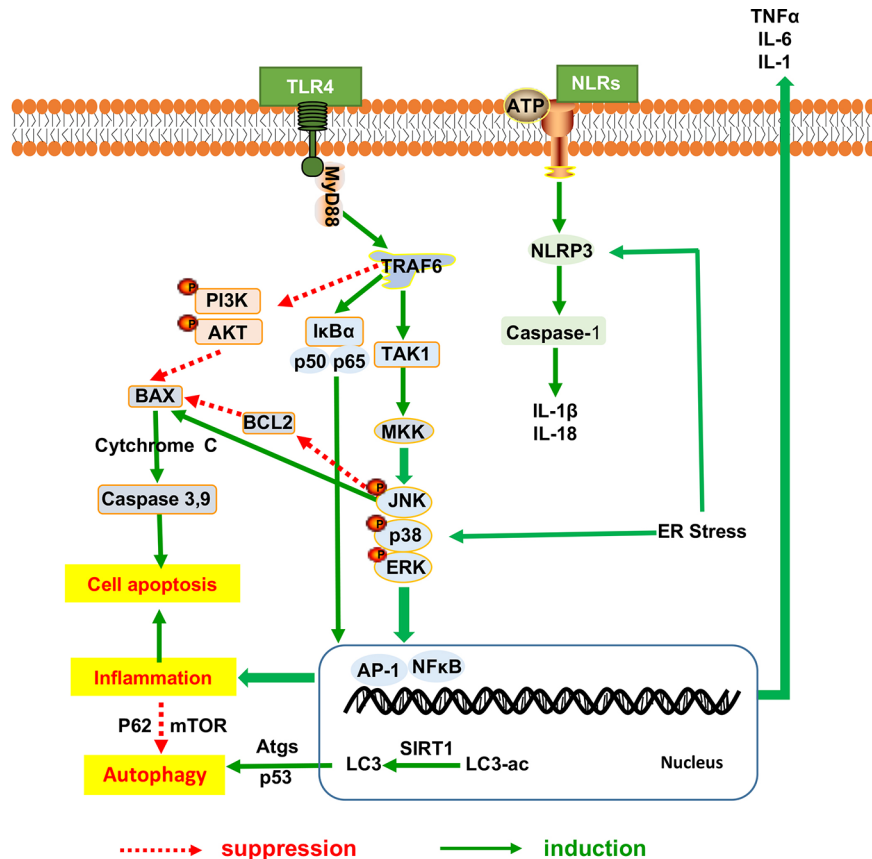 TNFα
IL-6
IL-1
TLR4
NLRs
ATP
MyD88
TRAF6
NLRP3
P
PI3K
P
AKT
IκBα
p50 p65
TAK1
Caspase-1
BAX
BCL2
IL-1β
IL-18
MKK
Cytchrome C
P
JNK
Caspase 3,9
P
p38
ER Stress
P
ERK
Cell apoptosis
AP-1 NFκB
Inflammation
P62 mTOR
Atgs
SIRT1
Autophagy
p53
LC3
LC3-ac
Nucleus
suppression
induction